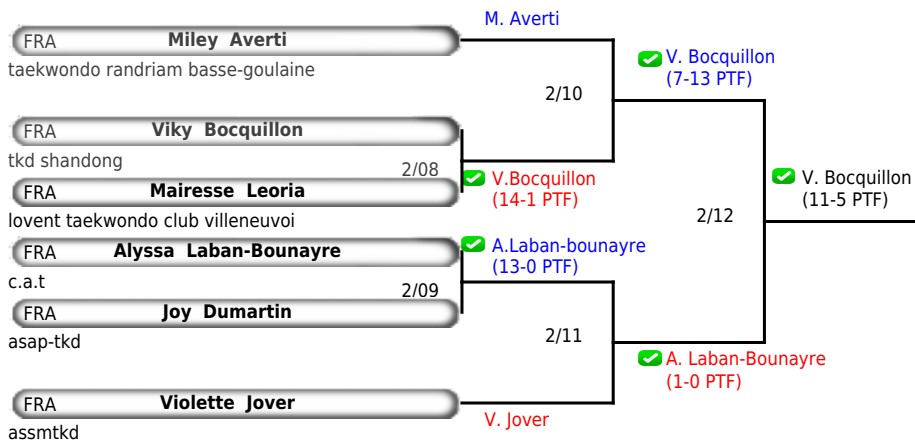 M. Averti
FRA Miley Averti
taekwondo randriam basse-goulaine
V. Bocquillon
(7-13 PTF)
2/10
FRA Viky Bocquillon
tkd shandong
2/08
V.Bocquillon
(14-1 PTF)
FRA Mairesse Leoria
lovent taekwondo club villeneuvoi
V. Bocquillon
(11-5 PTF)
2/12
FRA Alyssa Laban-Bounayre
c.a.t
A.Laban-bounayre
(13-0 PTF)
2/09
FRA Joy Dumartin
asap-tkd
2/11
A. Laban-Bounayre
(1-0 PTF)
FRA Violette Jover
assmtkd
V. Jover